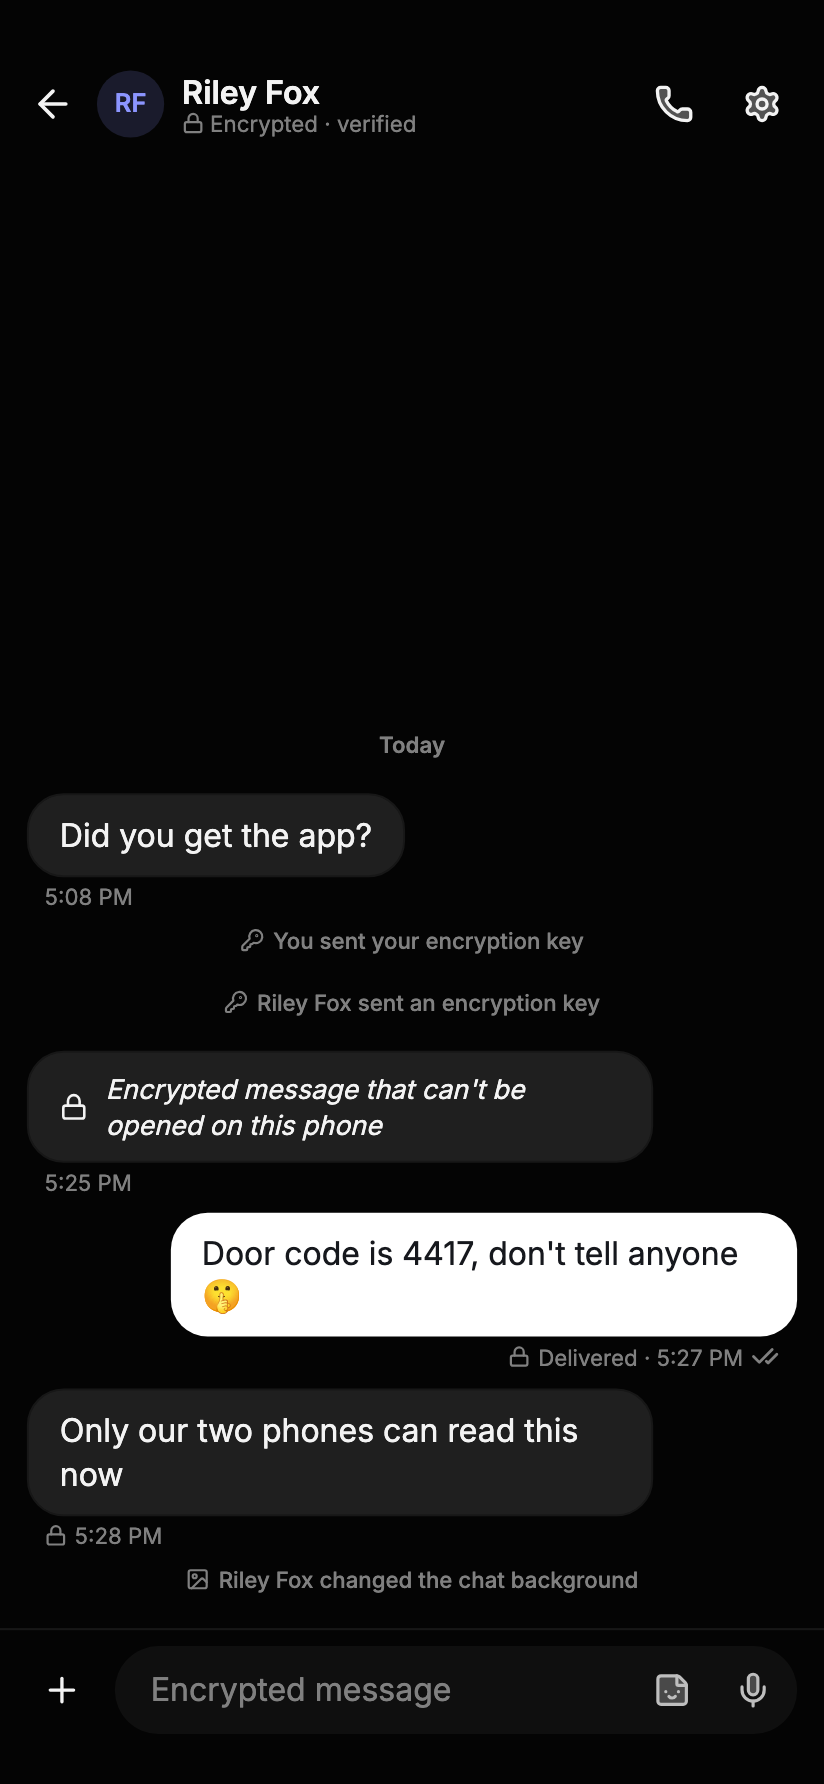 RF
Riley Fox
Encrypted · verified
Today
Did you get the app?
5:08 PM
You sent your encryption key
Riley Fox sent an encryption key
Encrypted message that can't be
opened on this phone
5:25 PM
Door code is 4417, don't tell anyone
🤫
Delivered · 5:27 PM
Only our two phones can read this
now
5:28 PM
Riley Fox changed the chat background
Encrypted message